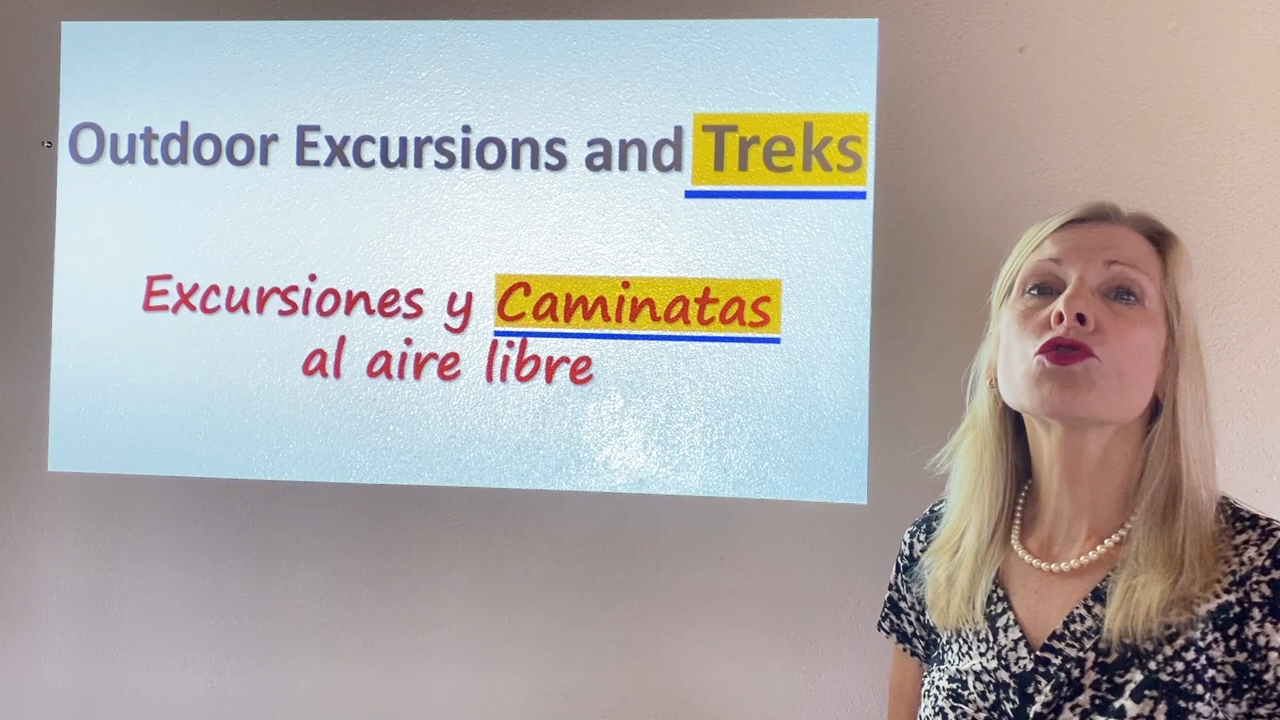 Outdoor Excursions and Treks
Excursiones y Caminatas
al aire libre